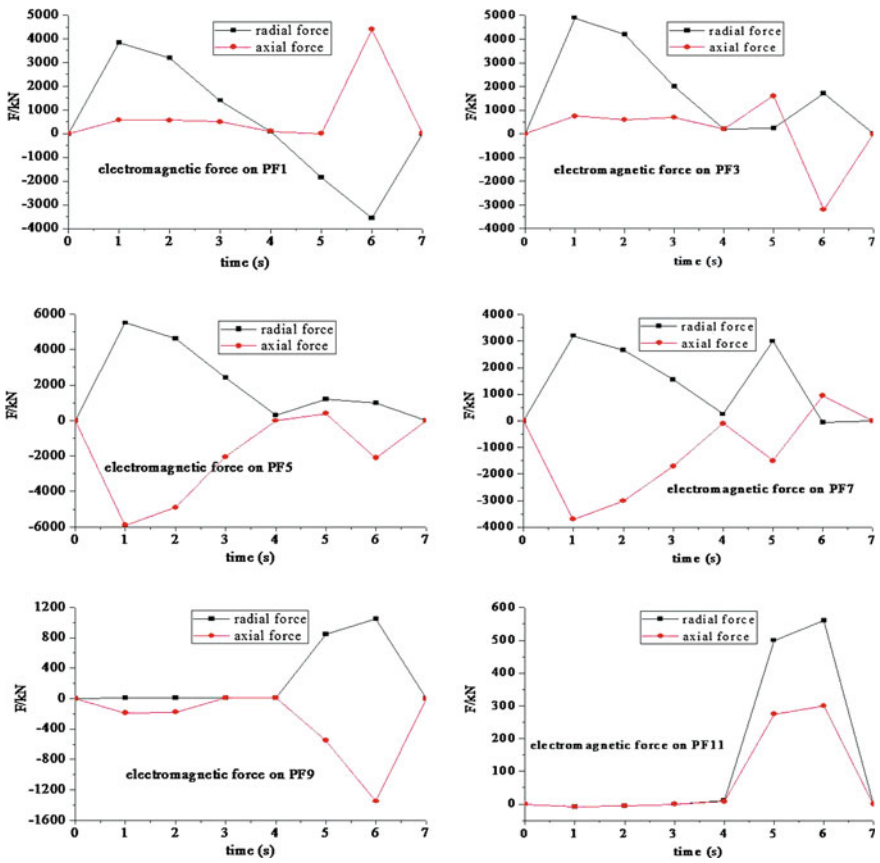 5000
4000
3000
2000
1000
0
-1000
-2000
-3000
-4000
F/kN
radial force
axial force
electromagnetic force on PF1
0 1 2 3 4 5 6 7
time (s)
5000
4000
3000
2000
1000
0
-1000
-2000
-3000
-4000
F/kN
radial force
axial force
electromagnetic force on PF3
0 1 2 3 4 5 6 7
time (s)
6000
4000
2000
0
-2000
-4000
-6000
F/kN
radial force
axial force
electromagnetic force on PF5
0 1 2 3 4 5 6 7
time (s)
4000
3000
2000
1000
0
-1000
-2000
-3000
-4000
F/kN
radial force
axial force
electromagnetic force on PF7
0 1 2 3 4 5 6 7
time (s)
1200
800
400
0
-400
-800
-1200
-1600
F/kN
radial force
axial force
electromagnetic force on PF9
0 1 2 3 4 5 6 7
time (s)
600
500
400
300
200
100
0
F/kN
radial force
axial force
electromagnetic force on PF11
0 1 2 3 4 5 6 7
time (s)